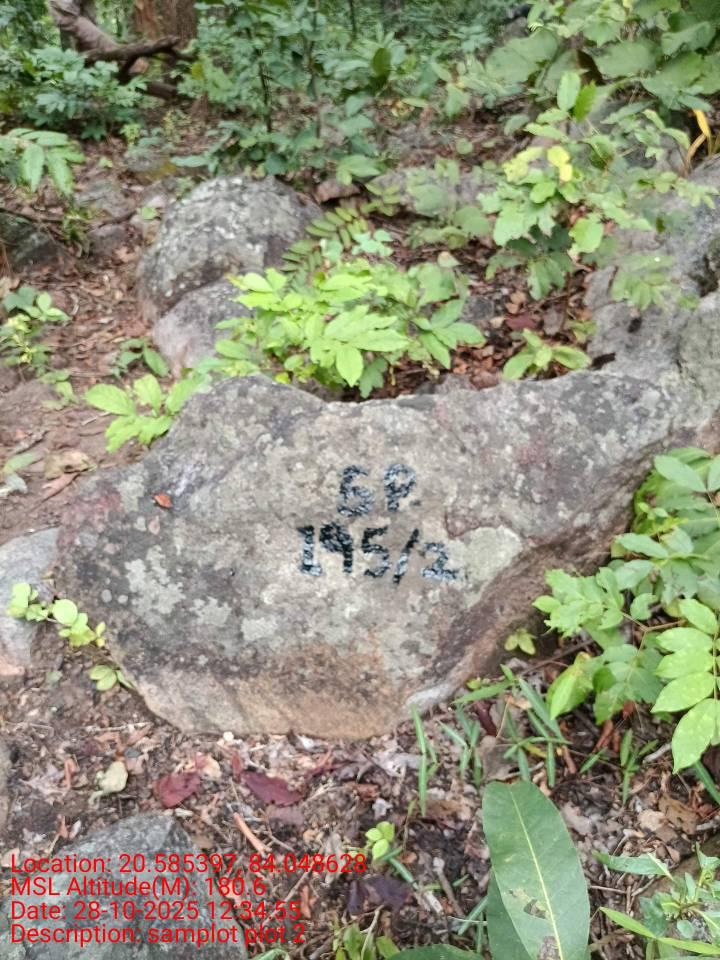 SP.
195/2
Location: 20.585397, 84.048628
MSL Altitude(M): 180.6
Date: 28-10-2025 12:34:55
Description: samplot plot 2